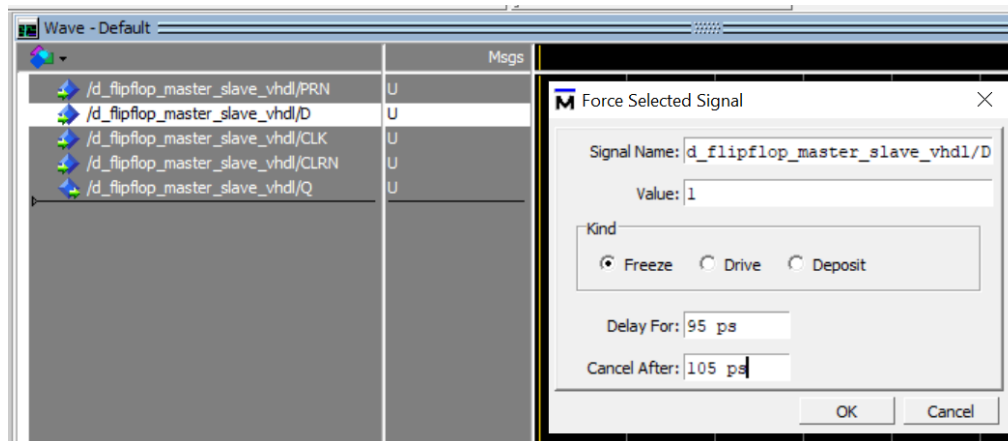 Wave - Default
Msgs
/d_flipflop_master_slave_vhdl/PRN U
/d_flipflop_master_slave_vhdl/D U
/d_flipflop_master_slave_vhdl/CLK U
/d_flipflop_master_slave_vhdl/CLRN U
/d_flipflop_master_slave_vhdl/Q U
M Force Selected Signal
Signal Name: d_flipflop_master_slave_vhdl/D
Value: 1
Kind
Freeze Drive Deposit
Delay For: 95 ps
Cancel After: 105 ps
OK Cancel